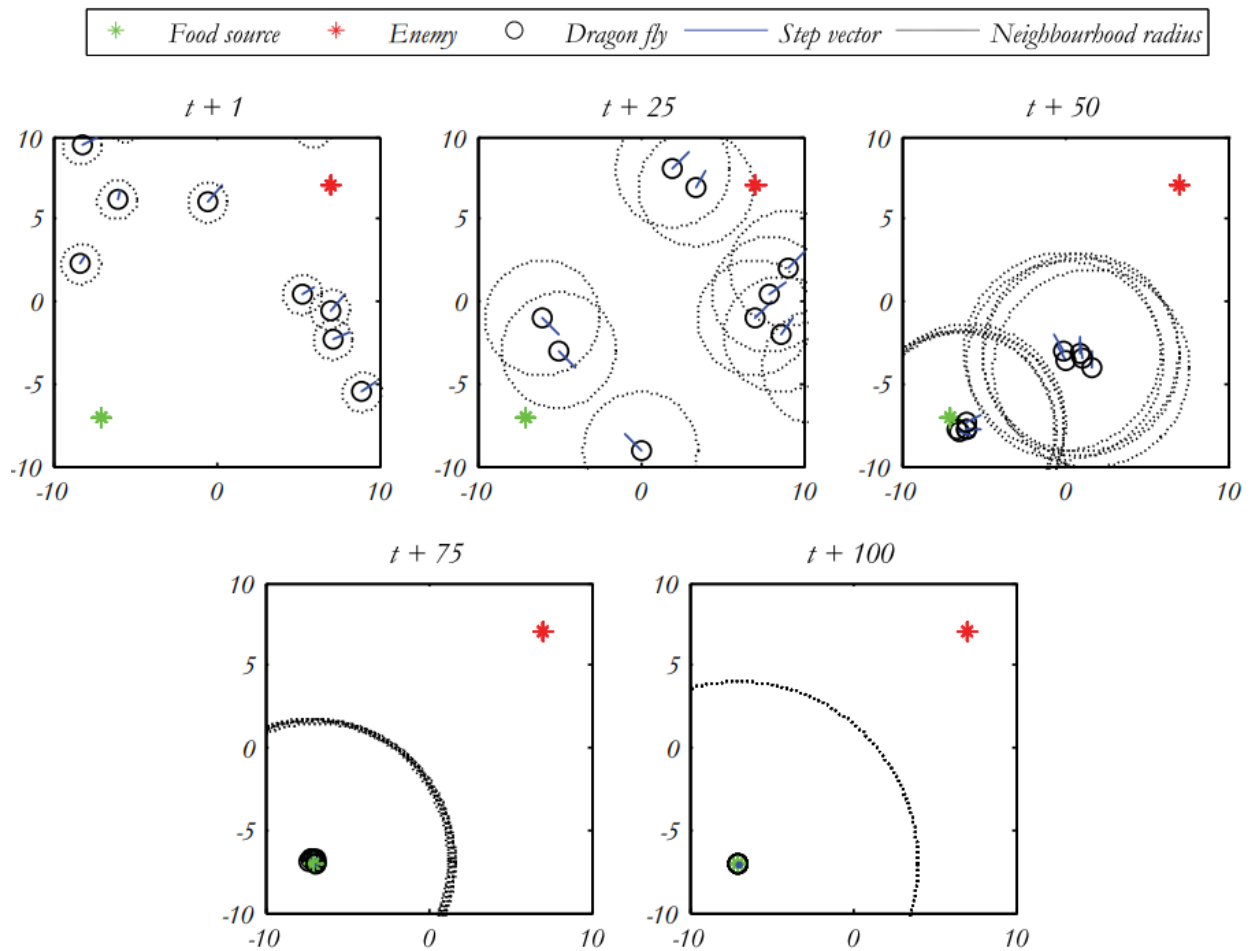 Food source Enemy Dragon fly Step vector Neighbourhood radius
t + 1 t + 25 t + 50
10 10 10
5 5 5
0 0 0
-5 -5 -5
-10 -10 -10
-10 0 10 -10 0 10 -10 0 10
t + 75 t + 100
10 10
5 5
0 0
-5 -5
-10 -10
-10 0 10 -10 0 10